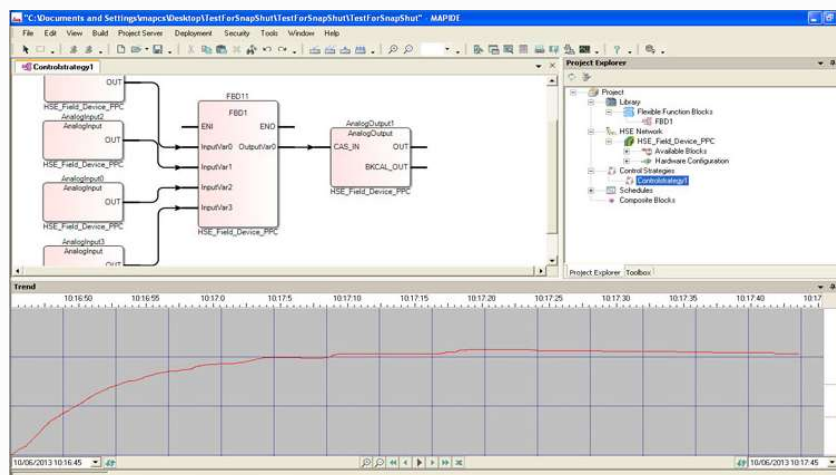 "C:\Documents and Settings\mapcs\Desktop\TestForSnapShut\TestForSnapShut\TestForSnapShut" - MAPIDE
File Edit View Build Project Server Deployment Security Tools Window Help
Controlstrategy1
Project Explorer
OUT
HSE_Field_Device_PPC
AnalogInput2
AnalogInput
OUT
HSE_Field_Device_PPC
AnalogInput0
AnalogInput
OUT
HSE_Field_Device_PPC
AnalogInput3
AnalogInput
OUT
FBD11
FBD1
ENI ENO
InputVar0 OutputVar0
InputVar1
InputVar2
InputVar3
HSE_Field_Device_PPC
AnalogOutput1
AnalogOutput
CAS_IN OUT
BKCAL_OUT
HSE_Field_Device_PPC
Project
Library
Flexible Function Blocks
FBD1
HSE Network
HSE_Field_Device_PPC
Available Blocks
Hardware Configuration
Control Strategies
Controlstrategy1
Schedules
Composite Blocks
Project Explorer Toolbox
Trend
10:16:50 10:16:55 10:17:0 10:17:5 10:17:10 10:17:15 10:17:20 10:17:25 10:17:30 10:17:35 10:17:40 10:17
10/06/2013 10:16:45
10/06/2013 10:17:45